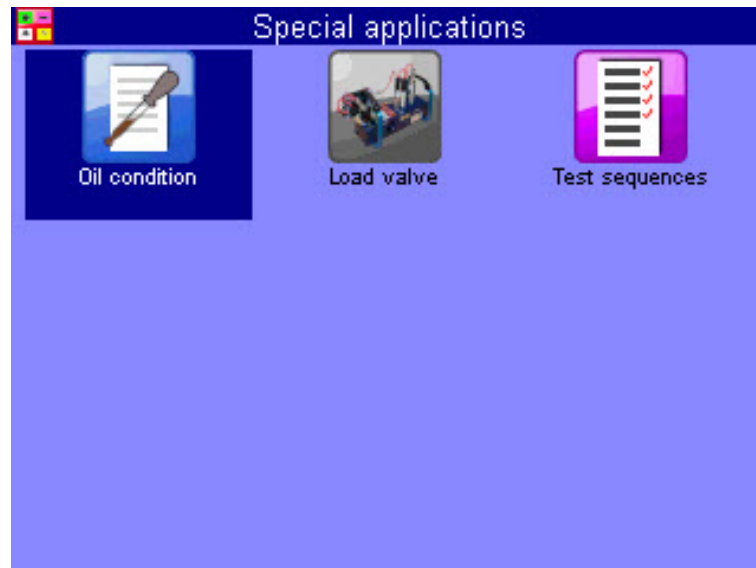 Special applications
Oil condition
Load valve
Test sequences